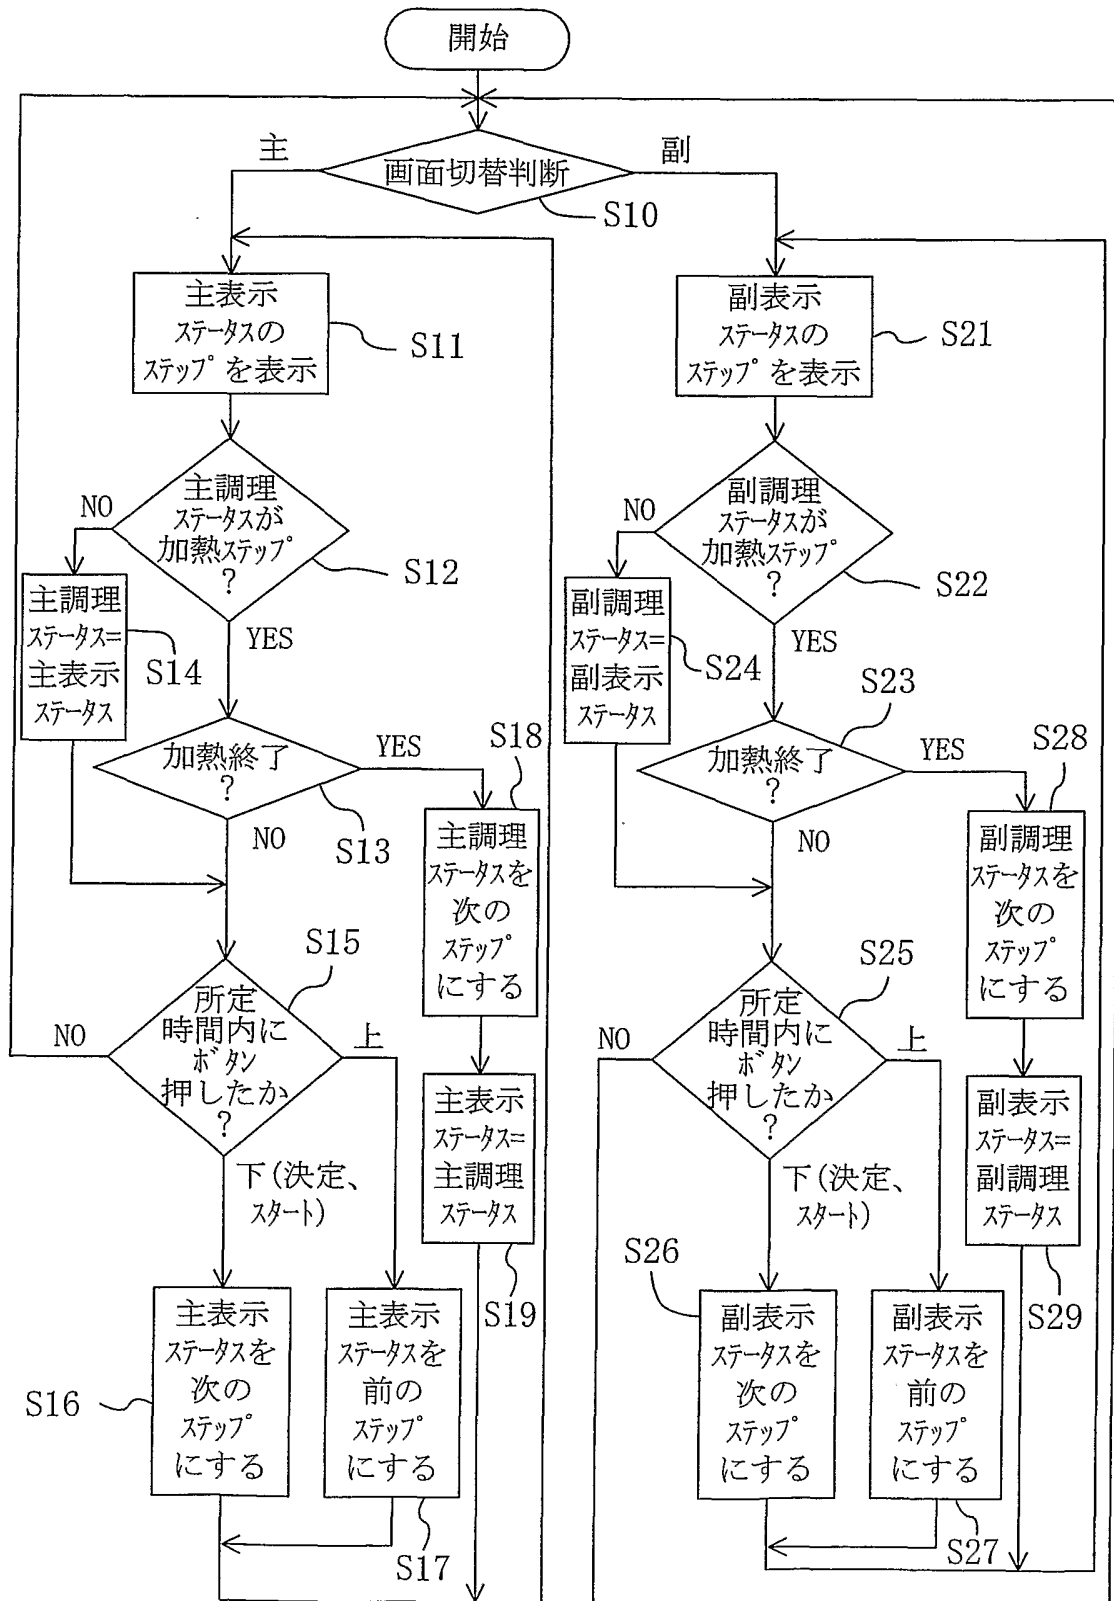 開始
主
副
画面切替判断
S10
主表示
ステータスの
ステップを表示
S11
主調理
ステータスが
加熱ステップ
?
NO
S12
YES
主調理
ステータス=
主表示
ステータス
S14
加熱終了
?
YES
NO
S13
S18
主調理
ステータスを
次の
ステップ
にする
S15
所定
時間内に
ボタン
押したか
?
NO
上
下(決定、
スタート)
主表示
ステータス=
主調理
ステータス
S19
主表示
ステータスを
次の
ステップ
にする
S16
主表示
ステータスを
前の
ステップ
にする
S17
副表示
ステータスの
ステップを表示
S21
副調理
ステータスが
加熱ステップ
?
NO
S22
YES
副調理
ステータス=
副表示
ステータス
S24
S23
加熱終了
?
YES
NO
S28
副調理
ステータスを
次の
ステップ
にする
S25
所定
時間内に
ボタン
押したか
?
NO
上
下(決定、
スタート)
副表示
ステータス=
副調理
ステータス
S29
S26
副表示
ステータスを
次の
ステップ
にする
副表示
ステータスを
前の
ステップ
にする
S27